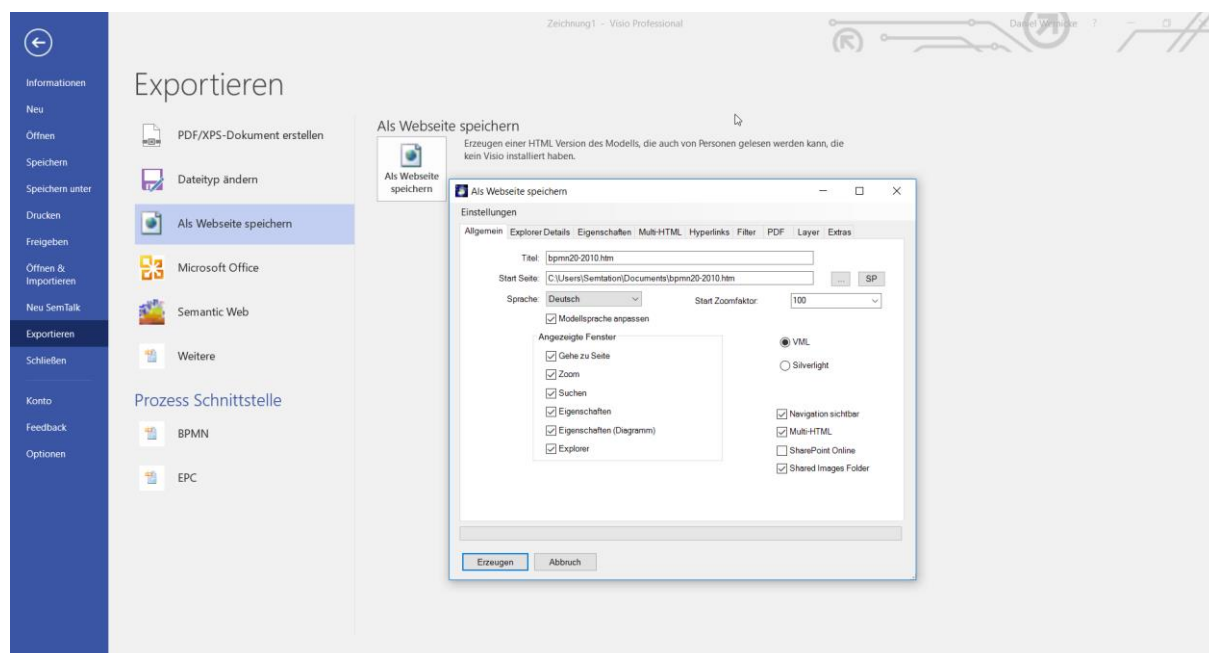 Zeichnung1 - Visio Professional
?
Informationen
Neu
Öffnen
Speichern
Speichern unter
Drucken
Freigeben
Öffnen &
Importieren
Neu SemTalk
Exportieren
Schließen
Konto
Feedback
Optionen
Exportieren
PDF/XPS-Dokument erstellen
Dateityp ändern
Als Webseite speichern
Microsoft Office
Semantic Web
Weitere
Prozess Schnittstelle
BPMN
EPC
Als Webseite speichern
Als Webseite
speichern
Erzeugen einer HTML Version des Modells, die auch von Personen gelesen werden kann, die
kein Visio installiert haben.
Als Webseite speichern
Einstellungen
Allgemein Explorer Details Eigenschaften Multi-HTML Hyperlinks Filter PDF Layer Extras
Titel: bpmn20-2010.htm
Start Seite: C:\Users\Semtation\Documents\bpmn20-2010.htm ... SP
Sprache: Deutsch Start Zoomfaktor: 100
Modellsprache anpassen
Angezeigte Fenster
Gehe zu Seite
Zoom
Suchen
Eigenschaften
Eigenschaften (Diagramm)
Explorer
VML
Silverlight
Navigation sichtbar
Multi-HTML
SharePoint Online
Shared Images Folder
Erzeugen Abbruch